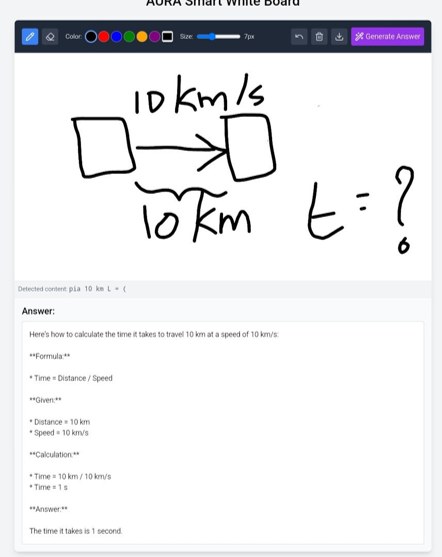 AURA Smart White Board
Color: Size: 7px Generate Answer
10 km/s
10 km
t = ?
Detected content: pia 10 km L = (
Answer:
Here's how to calculate the time it takes to travel 10 km at a speed of 10 km/s:
**Formula:**
* Time = Distance / Speed
**Given:**
* Distance = 10 km
* Speed = 10 km/s
**Calculation:**
* Time = 10 km / 10 km/s
* Time = 1 s
**Answer:**
The time it takes is 1 second.